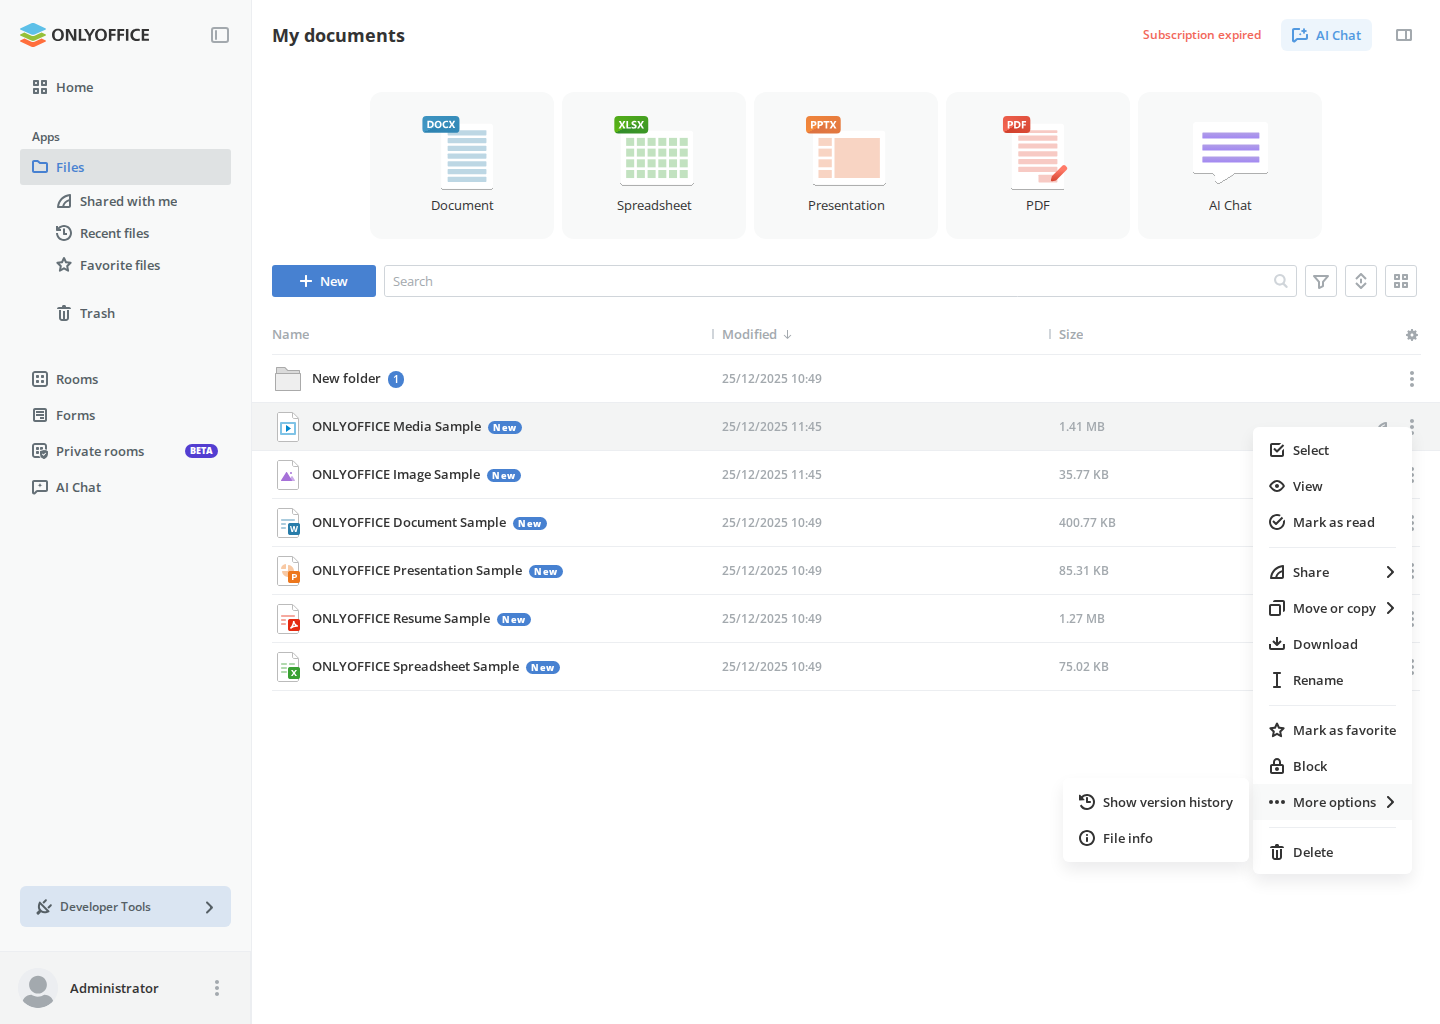 ONLYOFFICE
Home
Apps
Files
Shared with me
Recent files
Favorite files
Trash
Rooms
Forms
Private rooms BETA
AI Chat
Developer Tools
Administrator
My documents
Subscription expired
AI Chat
DOCX
Document
XLSX
Spreadsheet
PPTX
Presentation
PDF
PDF
AI Chat
New
Search
Name Modified Size
New folder 1 25/12/2025 10:49
ONLYOFFICE Media Sample New 25/12/2025 11:45 1.41 MB
ONLYOFFICE Image Sample New 25/12/2025 11:45 35.77 KB
ONLYOFFICE Document Sample New 25/12/2025 10:49 400.77 KB
ONLYOFFICE Presentation Sample New 25/12/2025 10:49 85.31 KB
ONLYOFFICE Resume Sample New 25/12/2025 10:49 1.27 MB
ONLYOFFICE Spreadsheet Sample New 25/12/2025 10:49 75.02 KB
Select
View
Mark as read
Share
Move or copy
Download
Rename
Mark as favorite
Block
More options
Delete
Show version history
File info
W
P
X